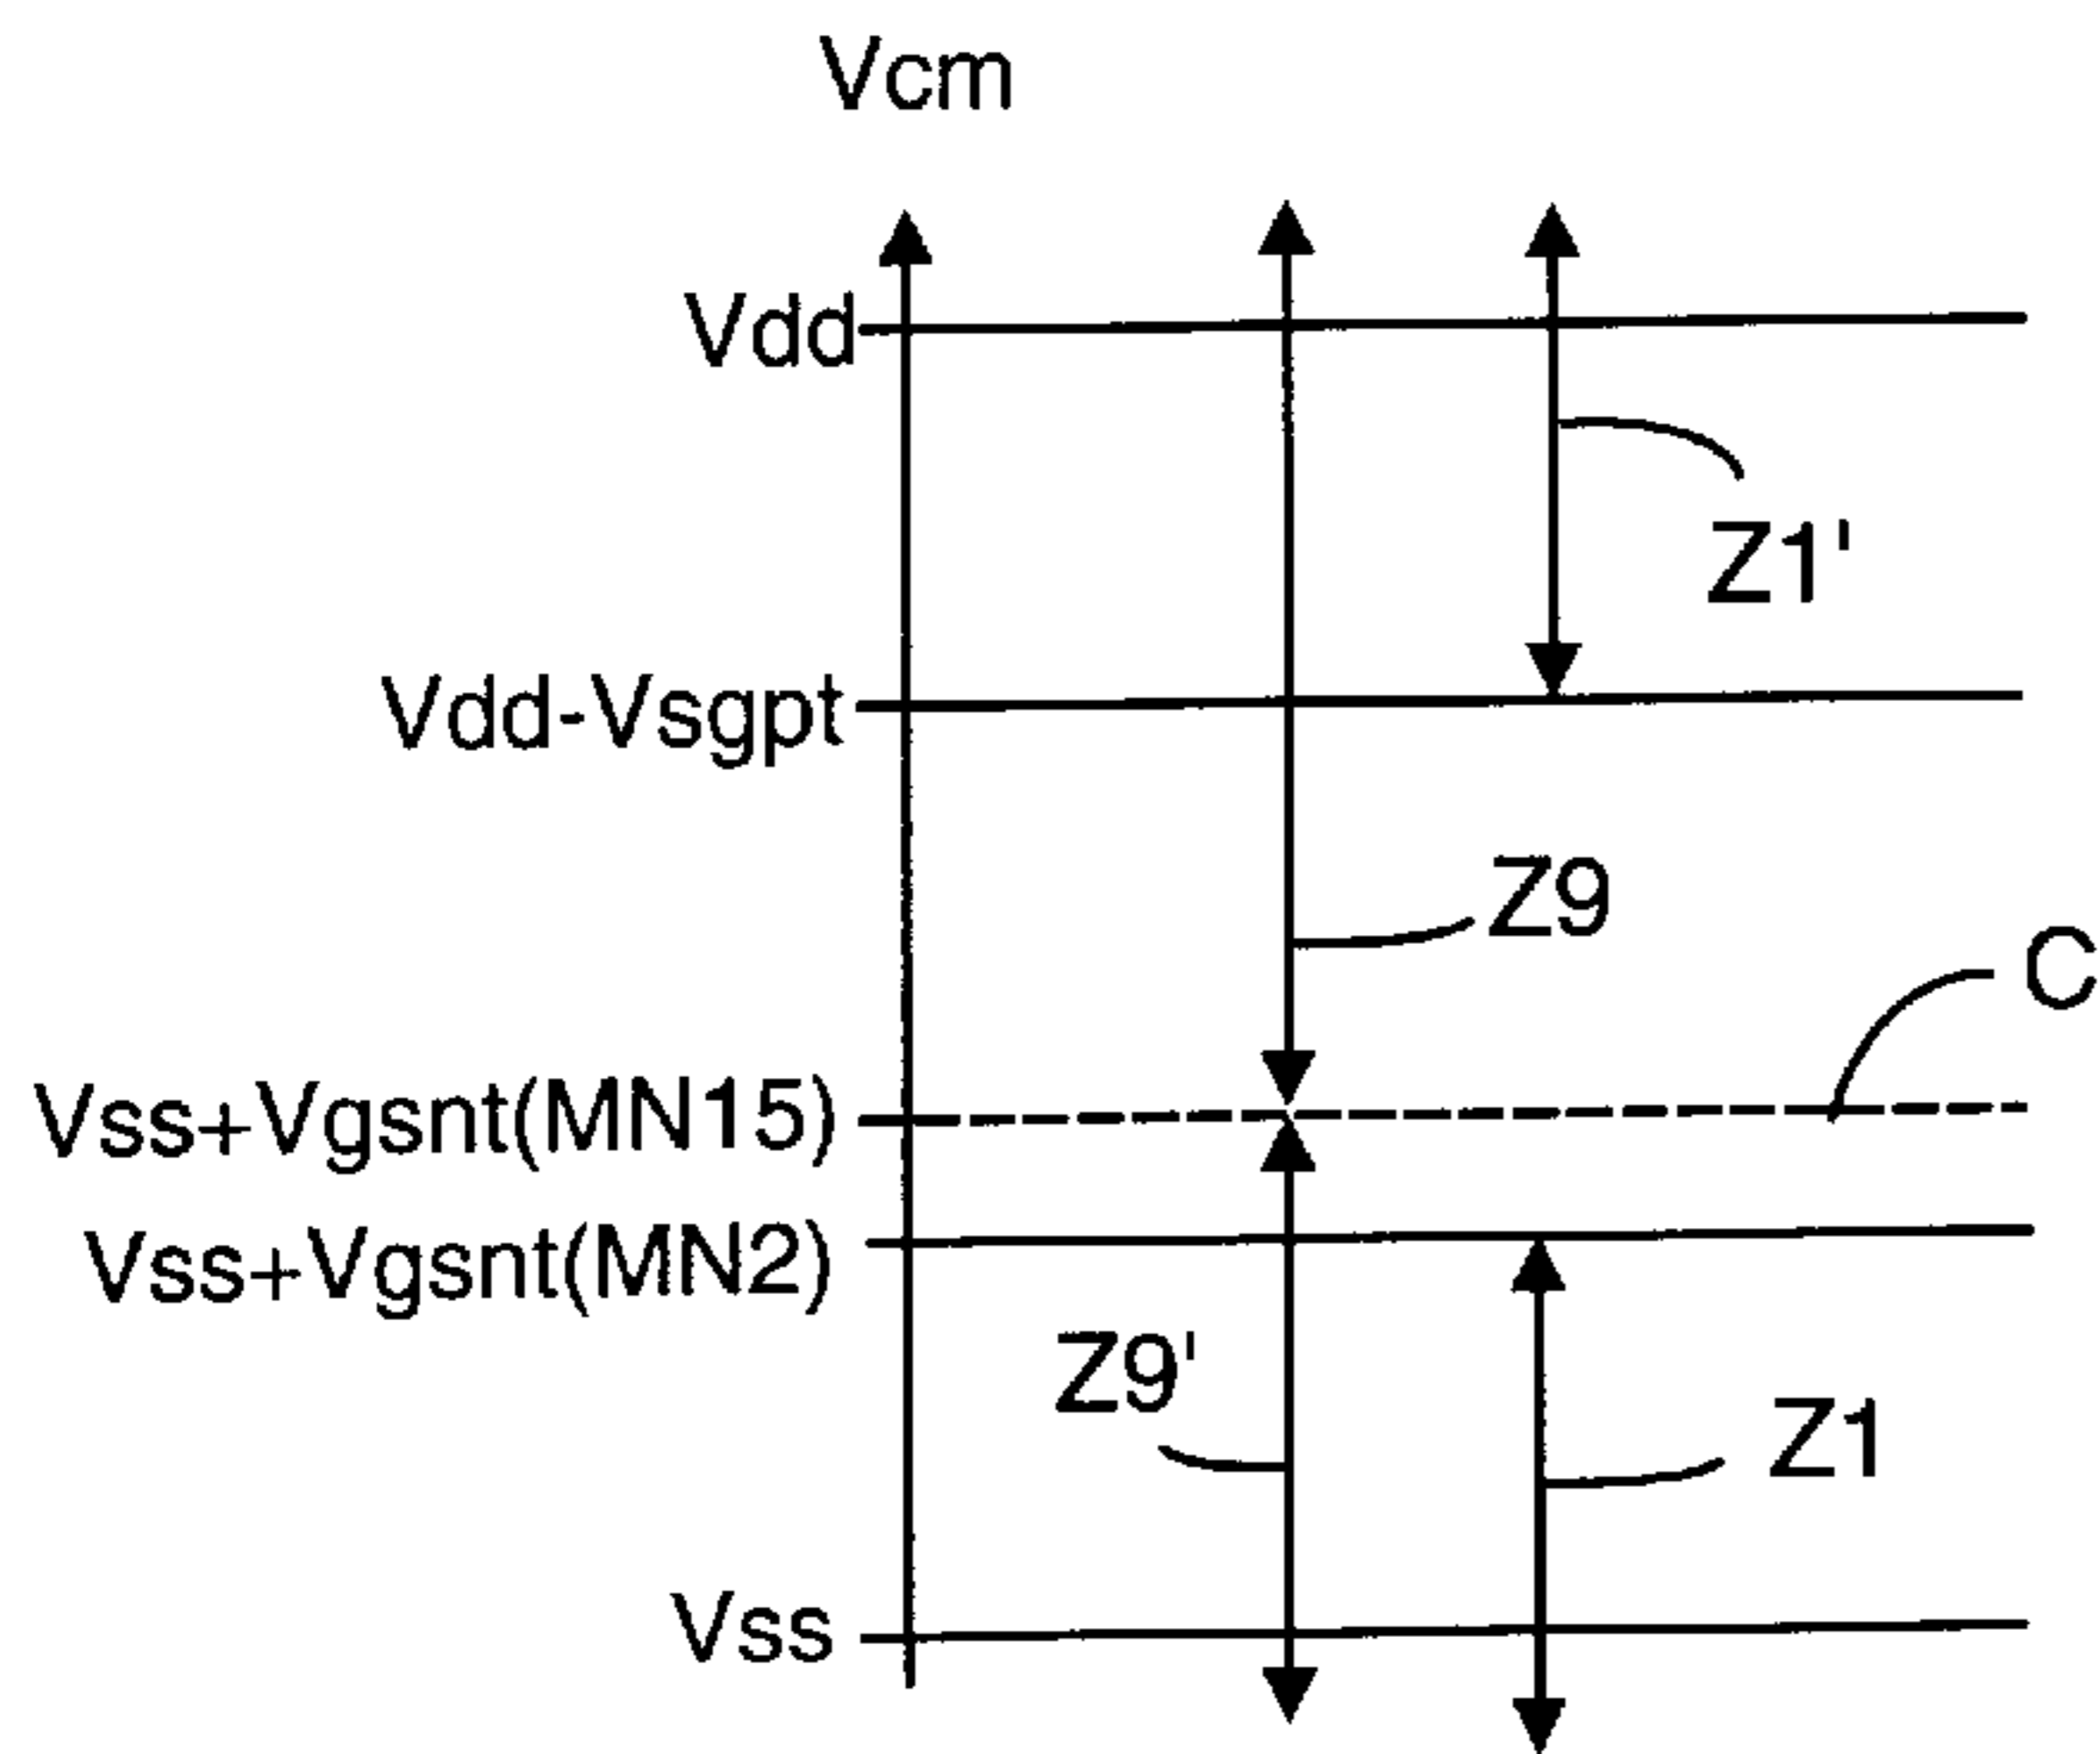 Vcm
Vdd
Z1'
Vdd-Vsgpt
Z9
C
Vss+Vgsnt(MN15)
Vss+Vgsnt(MN2)
Z9'
Z1
Vss